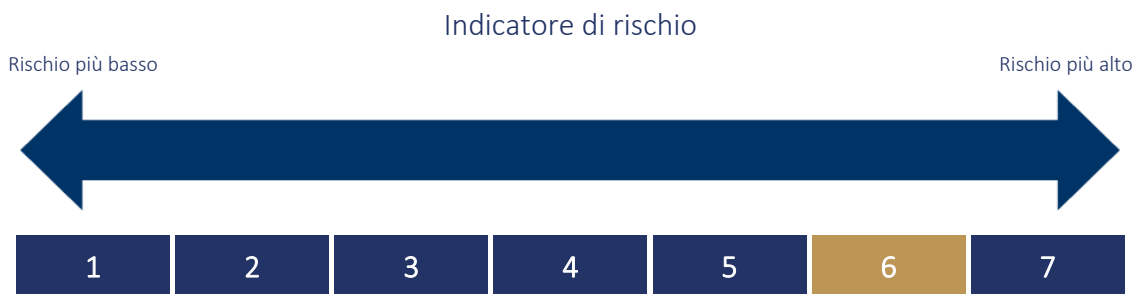 Indicatore di rischio
Rischio più basso Rischio più alto
1 2 3 4 5 6 7